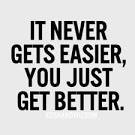 IT NEVER
GETS EASIER,
YOU JUST
GET BETTER.